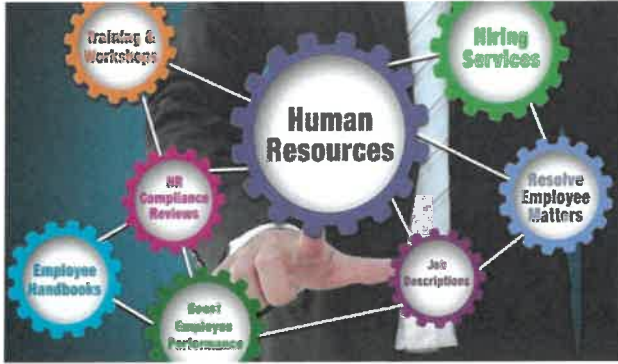 Training &
Workshops
Hiring
Services
Human
Resources
HR
Compliance
Reviews
Resolve
Employee
Matters
Employee
Handbooks
Job
Descriptions
Boost
Employee
Performance